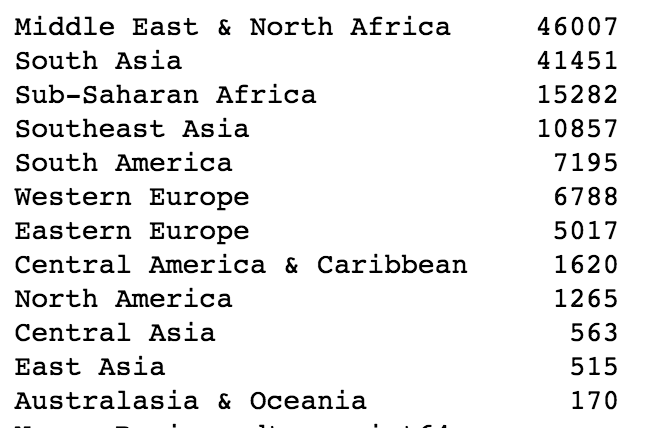 Middle East & North Africa 46007
South Asia 41451
Sub-Saharan Africa 15282
Southeast Asia 10857
South America 7195
Western Europe 6788
Eastern Europe 5017
Central America & Caribbean 1620
North America 1265
Central Asia 563
East Asia 515
Australasia & Oceania 170